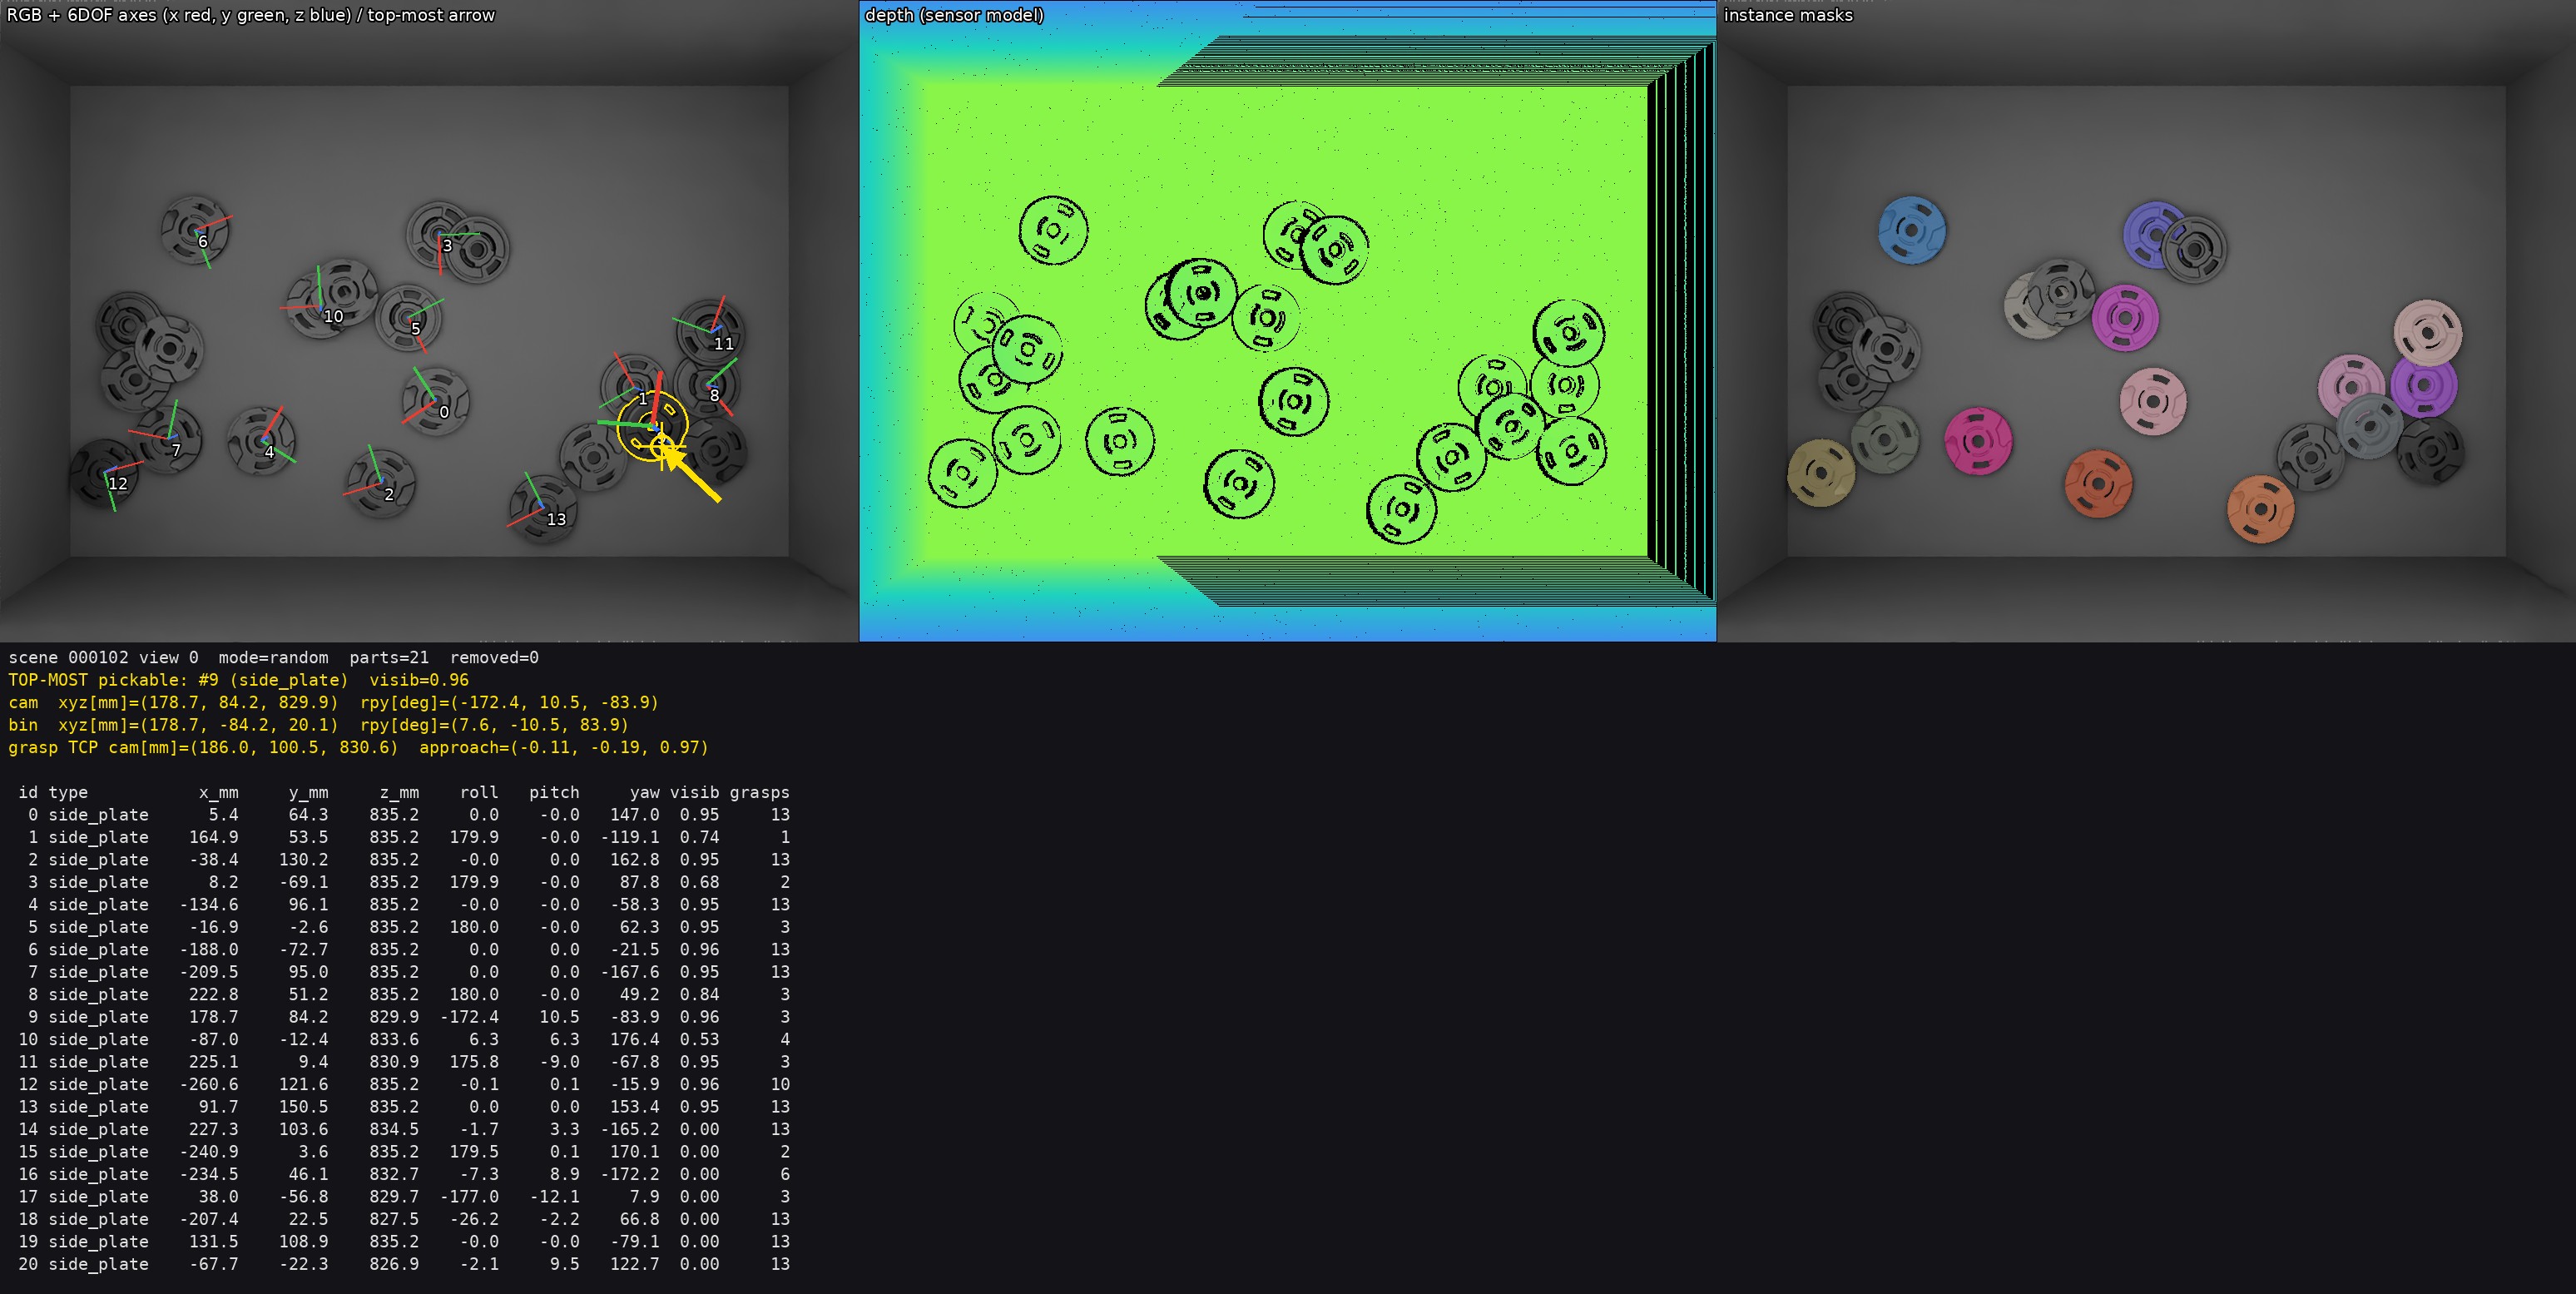 RGB + 6DOF axes (x red, y green, z blue) / top-most arrow
depth (sensor model)
instance masks
6
3
10
5
11
0
1
8
7
4
12
2
13
scene 000102 view 0 mode=random parts=21 removed=0
TOP-MOST pickable: #9 (side_plate) visib=0.96
cam xyz[mm]=(178.7, 84.2, 829.9) rpy[deg]=(-172.4, 10.5, -83.9)
bin xyz[mm]=(178.7, -84.2, 20.1) rpy[deg]=(7.6, -10.5, 83.9)
grasp TCP cam[mm]=(186.0, 100.5, 830.6) approach=(-0.11, -0.19, 0.97)
id type x_mm y_mm z_mm roll pitch yaw visib grasps
0 side_plate 5.4 64.3 835.2 0.0 -0.0 147.0 0.95 13
1 side_plate 164.9 53.5 835.2 179.9 -0.0 -119.1 0.74 1
2 side_plate -38.4 130.2 835.2 -0.0 0.0 162.8 0.95 13
3 side_plate 8.2 -69.1 835.2 179.9 -0.0 87.8 0.68 2
4 side_plate -134.6 96.1 835.2 -0.0 -0.0 -58.3 0.95 13
5 side_plate -16.9 -2.6 835.2 180.0 -0.0 62.3 0.95 3
6 side_plate -188.0 -72.7 835.2 0.0 0.0 -21.5 0.96 13
7 side_plate -209.5 95.0 835.2 0.0 0.0 -167.6 0.95 13
8 side_plate 222.8 51.2 835.2 180.0 -0.0 49.2 0.84 3
9 side_plate 178.7 84.2 829.9 -172.4 10.5 -83.9 0.96 3
10 side_plate -87.0 -12.4 833.6 6.3 6.3 176.4 0.53 4
11 side_plate 225.1 9.4 830.9 175.8 -9.0 -67.8 0.95 3
12 side_plate -260.6 121.6 835.2 -0.1 0.1 -15.9 0.96 10
13 side_plate 91.7 150.5 835.2 0.0 0.0 153.4 0.95 13
14 side_plate 227.3 103.6 834.5 -1.7 3.3 -165.2 0.00 13
15 side_plate -240.9 3.6 835.2 179.5 0.1 170.1 0.00 2
16 side_plate -234.5 46.1 832.7 -7.3 8.9 -172.2 0.00 6
17 side_plate 38.0 -56.8 829.7 -177.0 -12.1 7.9 0.00 3
18 side_plate -207.4 22.5 827.5 -26.2 -2.2 66.8 0.00 13
19 side_plate 131.5 108.9 835.2 -0.0 -0.0 -79.1 0.00 13
20 side_plate -67.7 -22.3 826.9 -2.1 9.5 122.7 0.00 13